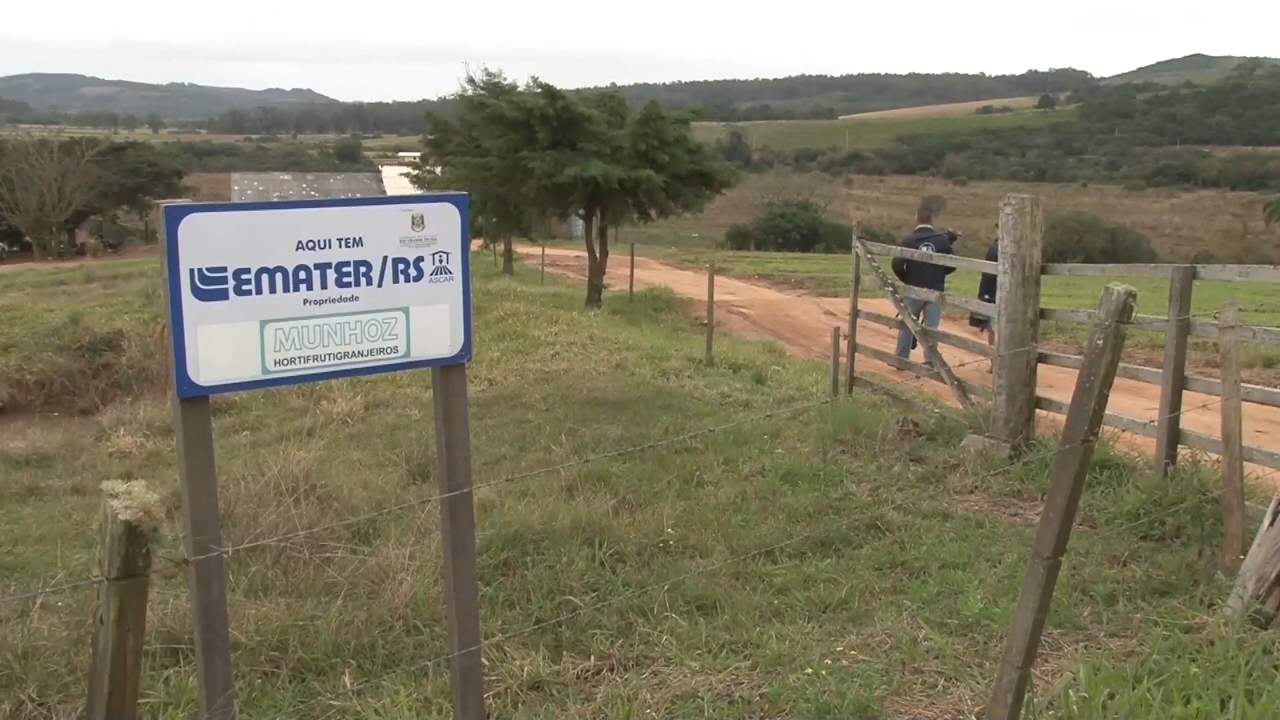 AQUI TEM
EMATER/RS
ASCAR
Propriedade
MUNHOZ
HORTIFRUTIGRANJEIROS